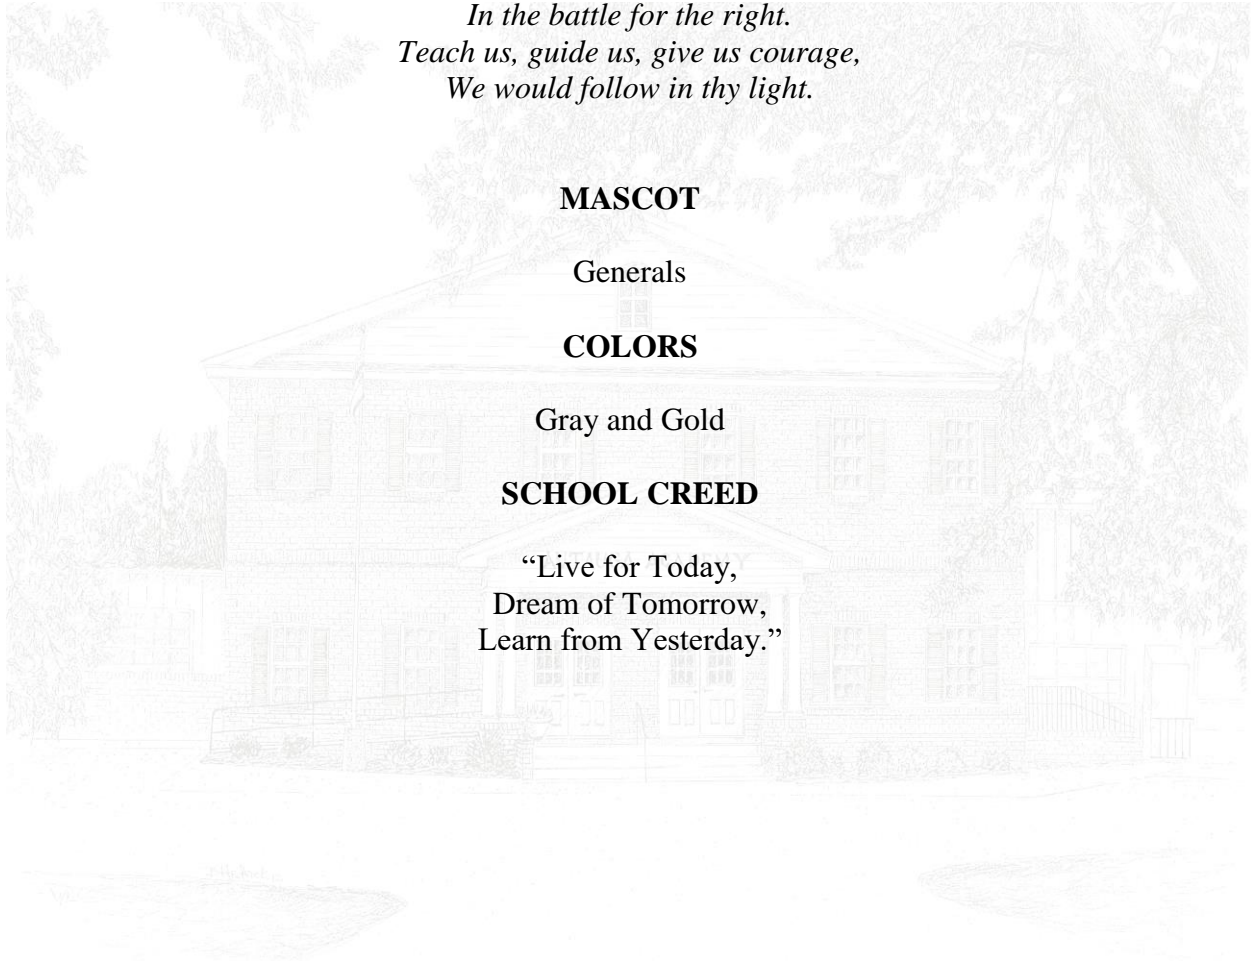 In the battle for the right.
Teach us, guide us, give us courage,
We would follow in thy light.
MASCOT
Generals
COLORS
Gray and Gold
SCHOOL CREED
“Live for Today,
Dream of Tomorrow,
Learn from Yesterday.”